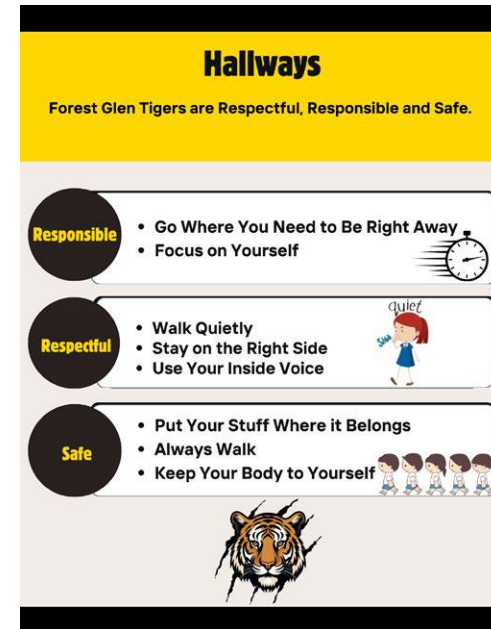 Hallways
Forest Glen Tigers are Respectful, Responsible and Safe.
Responsible
• Go Where You Need to Be Right Away
• Focus on Yourself
Respectful
• Walk Quietly
• Stay on the Right Side
• Use Your Inside Voice
quiet
Shh
Safe
• Put Your Stuff Where it Belongs
• Always Walk
• Keep Your Body to Yourself